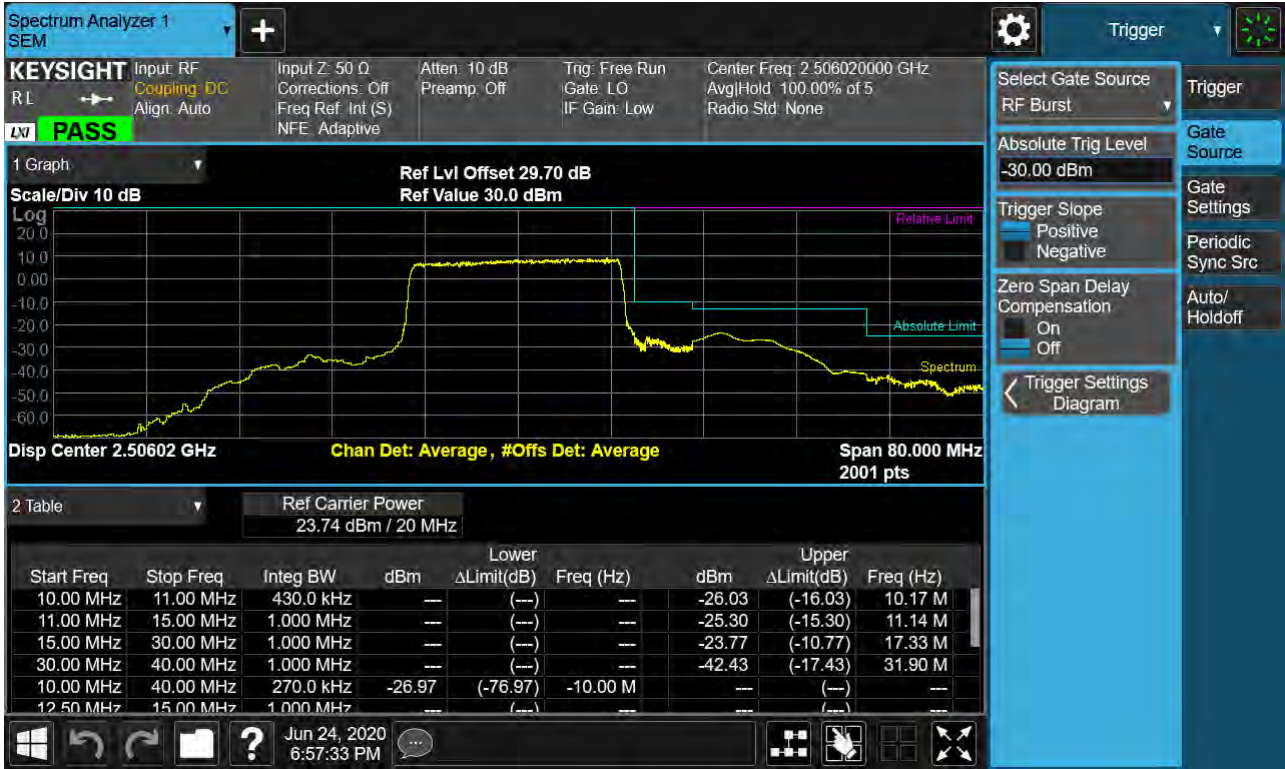 Spectrum Analyzer 1
SEM
+
Trigger
KEYSIGHT
R L
LXI
PASS
Input: RF
Coupling: DC
Align: Auto
Input Z: 50 Ω
Corrections: Off
Freq Ref: Int (S)
NFE: Adaptive
Atten: 10 dB
Preamp: Off
Trig: Free Run
Gate: LO
IF Gain: Low
Center Freq: 2.506020000 GHz
Avg|Hold: 100.00% of 5
Radio Std: None
1 Graph
Scale/Div 10 dB
Ref Lvl Offset 29.70 dB
Ref Value 30.0 dBm
Log
20.0
10.0
0.00
-10.0
-20.0
-30.0
-40.0
-50.0
-60.0
Relative Limit
Absolute Limit
Spectrum
Disp Center 2.50602 GHz
Chan Det: Average, #Offs Det: Average
Span 80.000 MHz
2001 pts
2 Table
Ref Carrier Power
23.74 dBm / 20 MHz
Lower Upper
Start Freq Stop Freq Integ BW dBm ΔLimit(dB) Freq (Hz) dBm ΔLimit(dB) Freq (Hz)
10.00 MHz 11.00 MHz 430.0 kHz --- (---) --- -26.03 (-16.03) 10.17 M
11.00 MHz 15.00 MHz 1.000 MHz --- (---) --- -25.30 (-15.30) 11.14 M
15.00 MHz 30.00 MHz 1.000 MHz --- (---) --- -23.77 (-10.77) 17.33 M
30.00 MHz 40.00 MHz 1.000 MHz --- (---) --- -42.43 (-17.43) 31.90 M
10.00 MHz 40.00 MHz 270.0 kHz -26.97 (-76.97) -10.00 M --- (---) ---
12.50 MHz 15.00 MHz 1.000 MHz --- (---) --- --- (---) ---
?
Jun 24, 2020
6:57:33 PM
Select Gate Source
RF Burst
Absolute Trig Level
-30.00 dBm
Trigger Slope
Positive
Negative
Zero Span Delay
Compensation
On
Off
Trigger Settings
Diagram
Trigger
Gate
Source
Gate
Settings
Periodic
Sync Src
Auto/
Holdoff